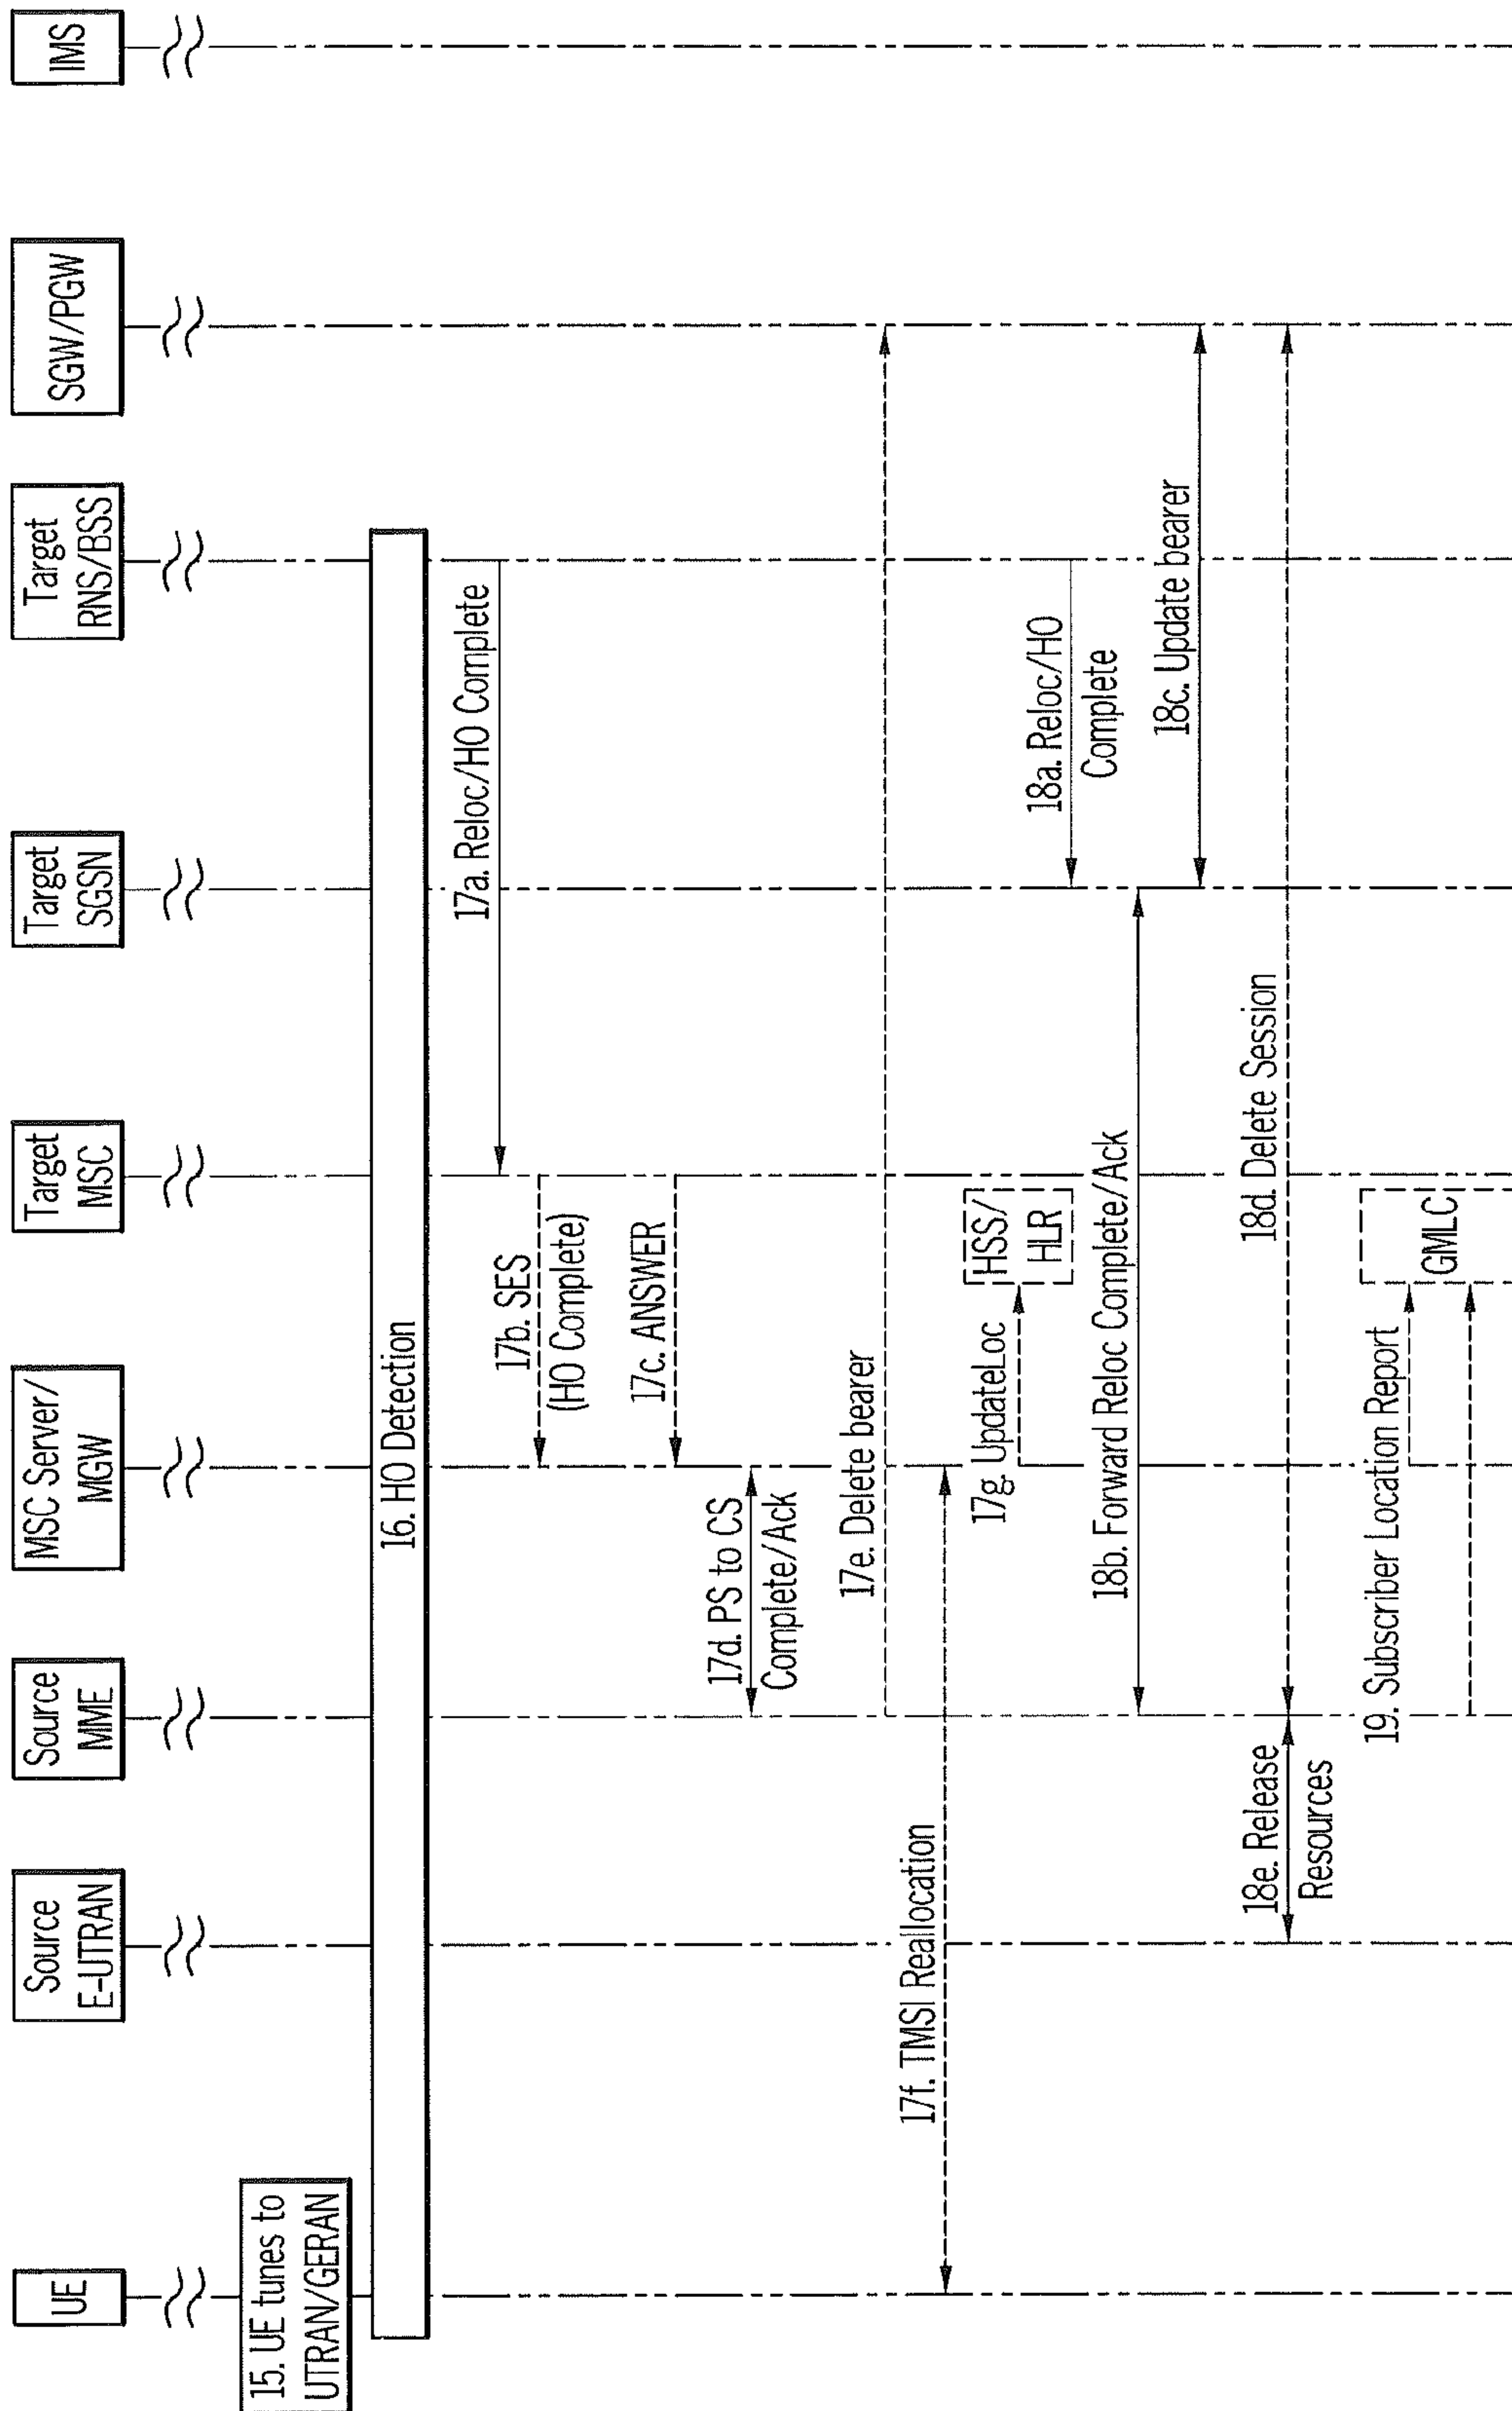 UE
Source
E-UTRAN
Source
MME
MSC Server/
MGW
Target
MSC
Target
SGSN
Target
RNS/BSS
SGW/PGW
IMS
15. UE tunes to
UTRAN/GERAN
16. HO Detection
17a. Reloc/HO Complete
17b. SES
(HO Complete)
17c. ANSWER
17d. PS to CS
Complete/Ack
17e. Delete bearer
17f. TMSI Reallocation
17g. UpdateLoc
HSS/
HLR
18a. Reloc/HO
Complete
18b. Forward Reloc Complete/Ack
18c. Update bearer
18d. Delete Session
18e. Release
Resources
19. Subscriber Location Report
GMLC